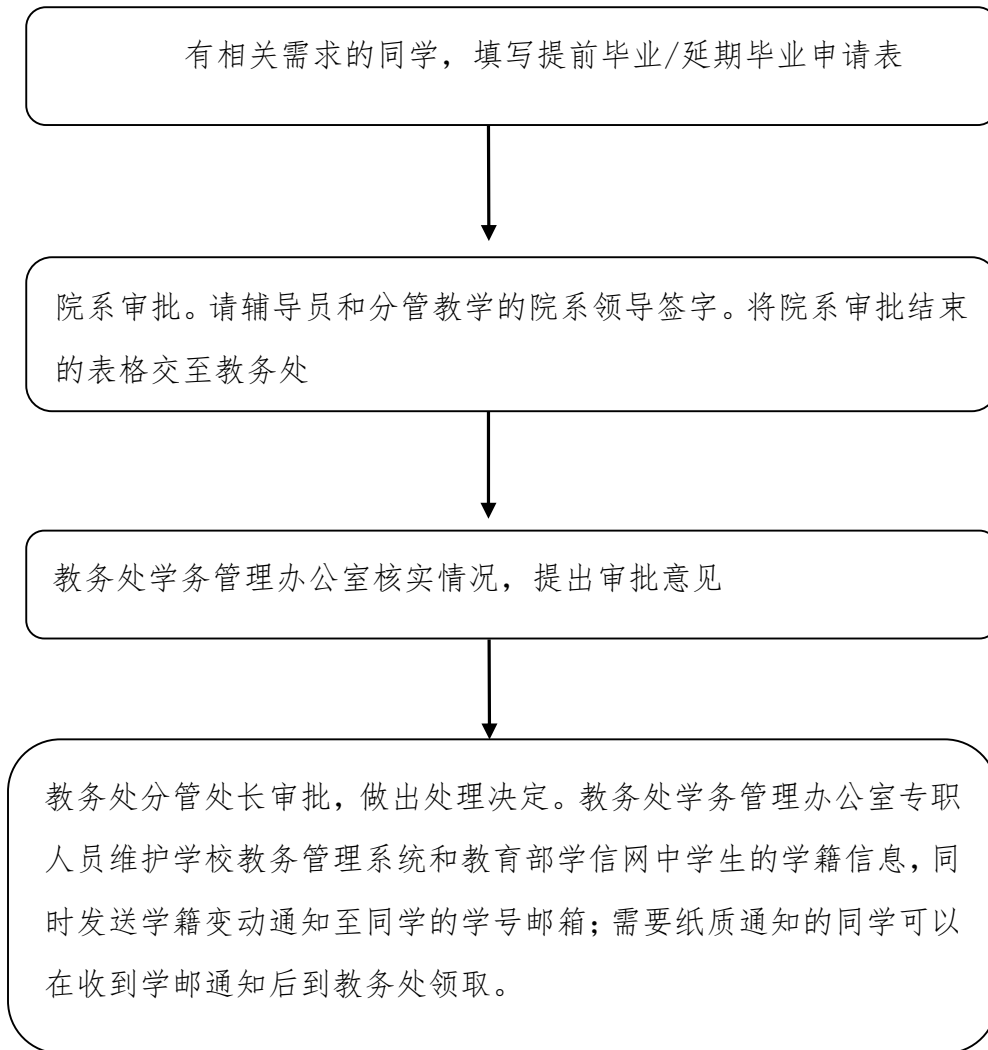 有相关需求的同学，填写提前毕业/延期毕业申请表
院系审批。请辅导员和分管教学的院系领导签字。将院系审批结束
的表格交至教务处
教务处学务管理办公室核实情况，提出审批意见
教务处分管处长审批，做出处理决定。教务处学务管理办公室专职
人员维护学校教务管理系统和教育部学信网中学生的学籍信息，同
时发送学籍变动通知至同学的学号邮箱；需要纸质通知的同学可以
在收到学邮通知后到教务处领取。